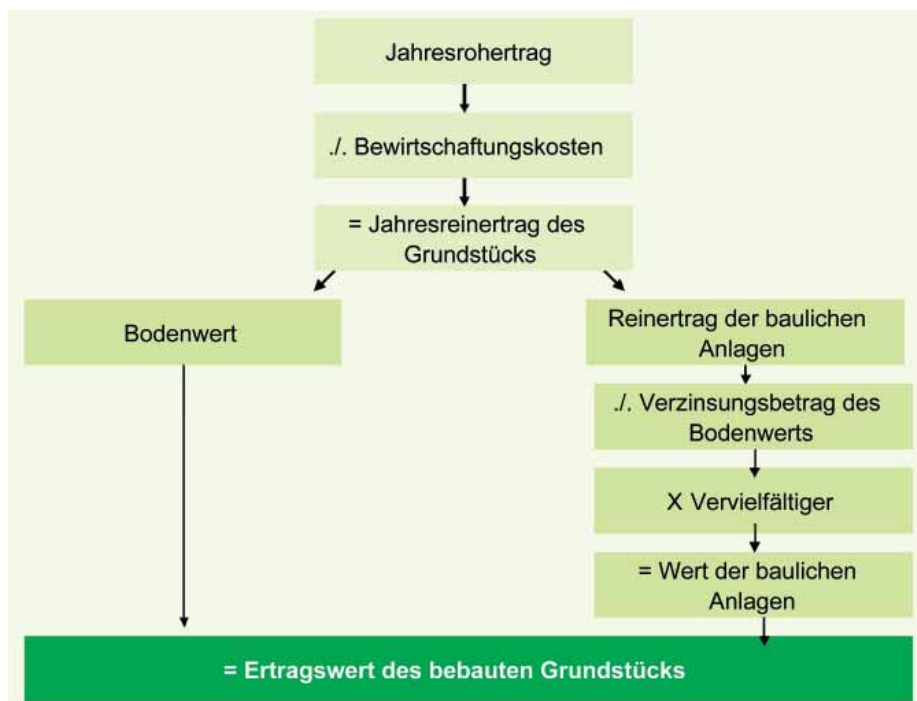 Jahresrohertrag
./. Bewirtschaftungskosten
= Jahresreinertrag des
Grundstücks
Bodenwert
Reinertrag der baulichen
Anlagen
./. Verzinsungsbetrag des
Bodenwerts
X Vervielfältiger
= Wert der baulichen
Anlagen
= Ertragswert des bebauten Grundstücks